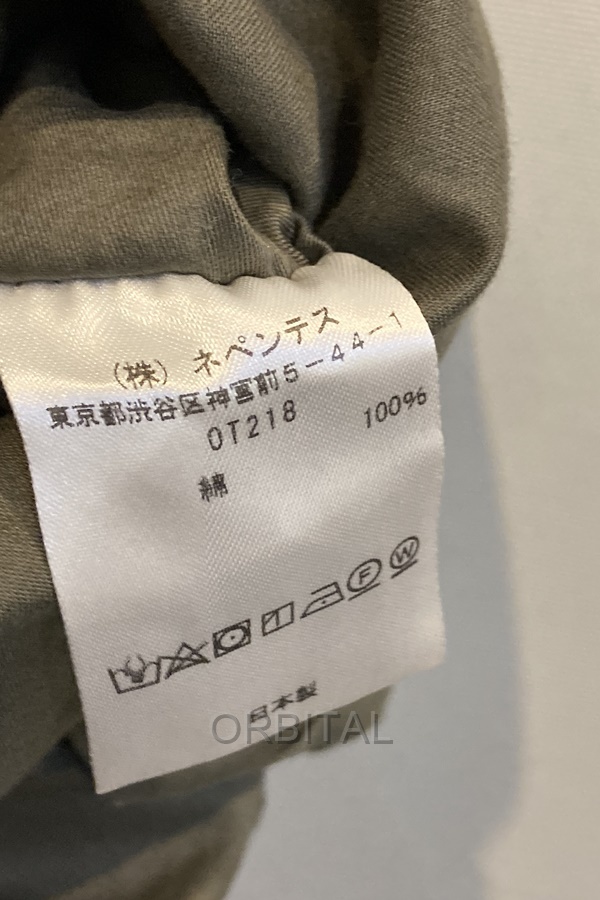 (株) ネペンテス
東京都渋谷区神宮前5-44-1
OT218
綿 100%
F W
日本製
ORBITAL